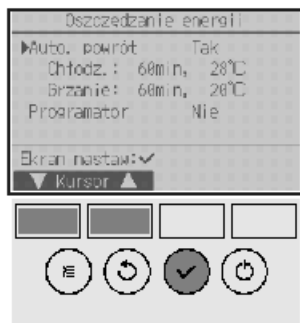 Oszczędzanie energii
▶Auto. powrót Tak
Chłodz.: 60min, 28℃
Grzanie: 60min, 20℃
Programator Nie
Ekran nastaw:✔
▼ Kursor ▲